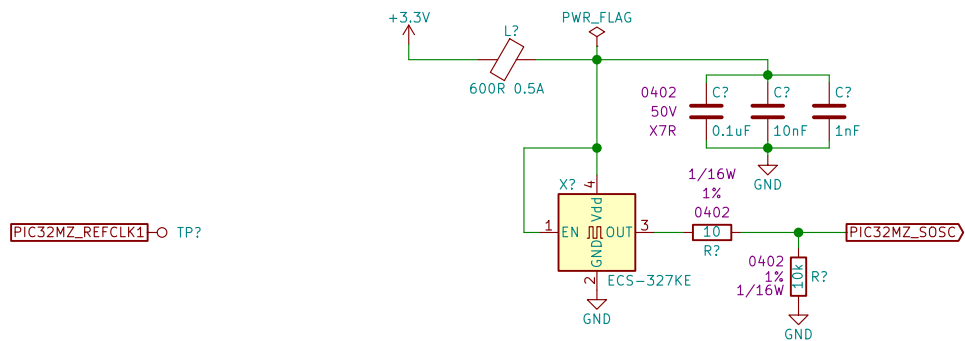 +3.3V
PWR_FLAG
L?
600R 0.5A
0402
50V
X7R
C?
0.1uF
C?
10nF
C?
1nF
GND
1/16W
1%
0402
X?
4
Vdd
1
EN
OUT
3
GND
2
ECS-327KE
GND
10
R?
PIC32MZ_REFCLK1
TP?
PIC32MZ_SOSC
0402
1%
1/16W
10k
R?
GND